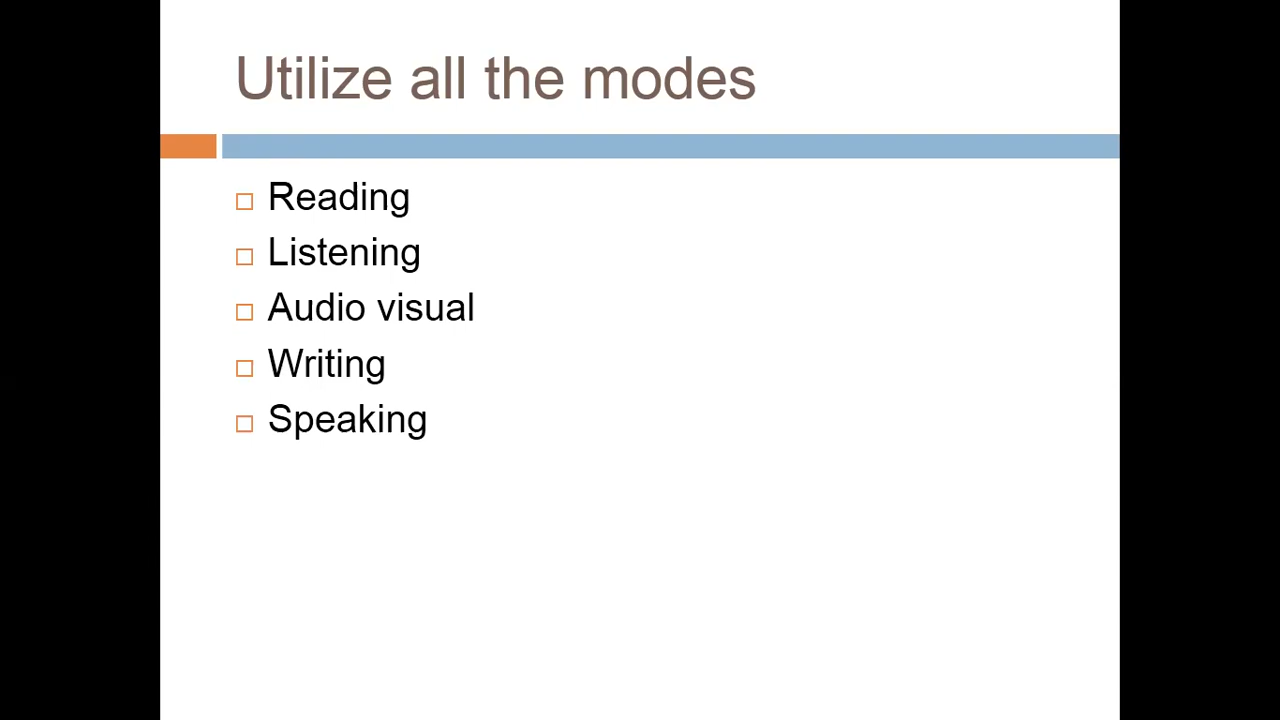 Utilize all the modes
Reading
Listening
Audio visual
Writing
Speaking